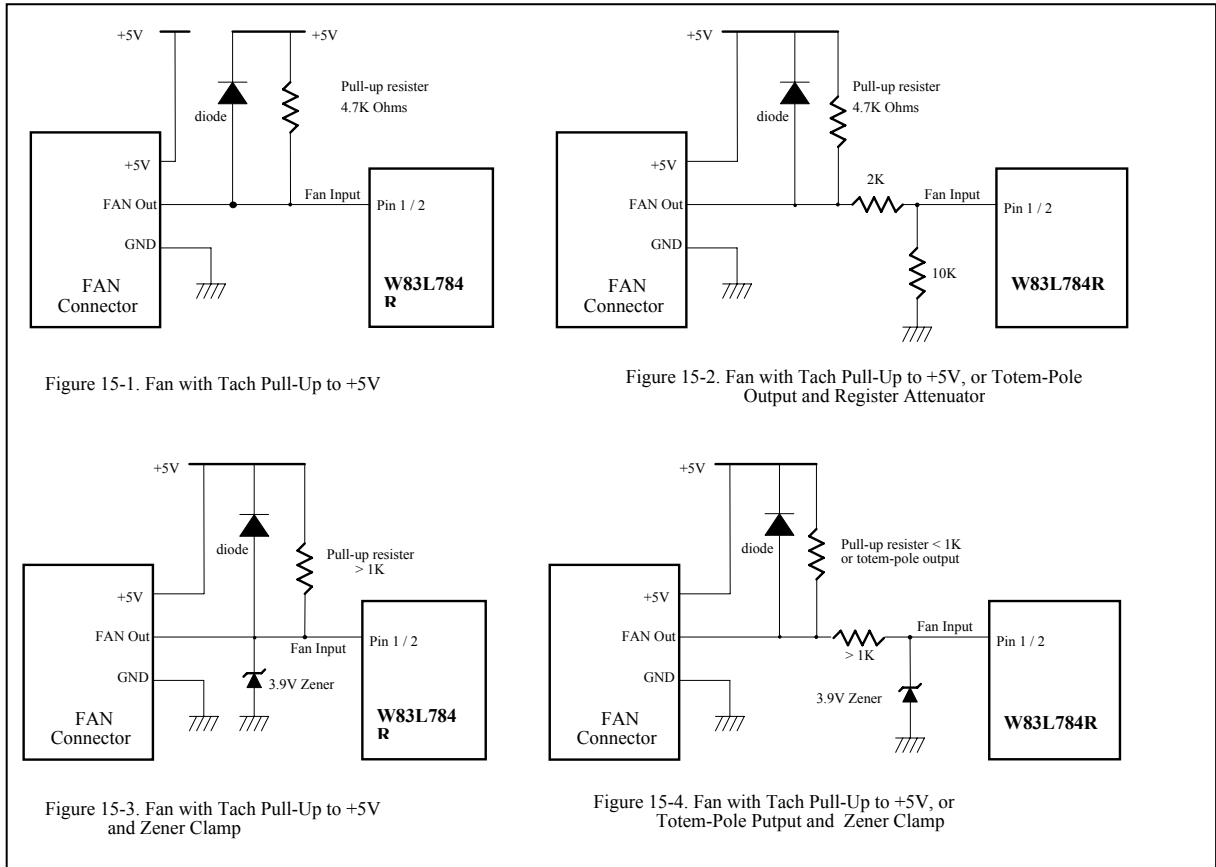 +5V
+5V
diode
Pull-up resister
4.7K Ohms
+5V
FAN Out
GND
FAN
Connector
Fan Input
Pin 1 / 2
W83L784
R
Figure 15-1. Fan with Tach Pull-Up to +5V
+5V
diode
Pull-up resister
4.7K Ohms
+5V
FAN Out
GND
FAN
Connector
2K
Fan Input
10K
Pin 1 / 2
W83L784R
Figure 15-2. Fan with Tach Pull-Up to +5V, or Totem-Pole
Output and Register Attenuator
+5V
diode
Pull-up resister
> 1K
+5V
FAN Out
GND
FAN
Connector
Fan Input
3.9V Zener
Pin 1 / 2
W83L784
R
Figure 15-3. Fan with Tach Pull-Up to +5V
and Zener Clamp
+5V
diode
Pull-up resister < 1K
or totem-pole output
+5V
FAN Out
GND
FAN
Connector
> 1K
Fan Input
3.9V Zener
Pin 1 / 2
W83L784R
Figure 15-4. Fan with Tach Pull-Up to +5V, or
Totem-Pole Putput and Zener Clamp